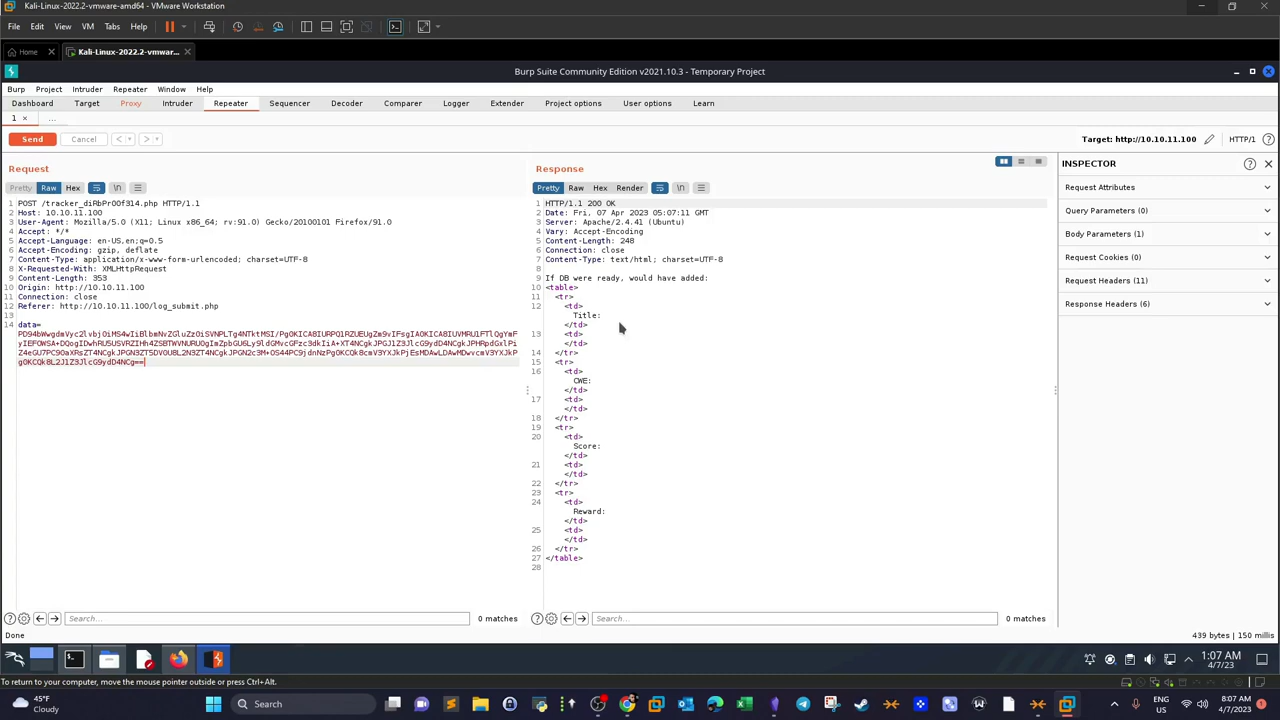 Kali-Linux-2022.2-vmware-amd64 - VMware Workstation
File Edit View VM Tabs Help
Home Kali-Linux-2022.2-vmwar...
Burp Suite Community Edition v2021.10.3 - Temporary Project
Burp Project Intruder Repeater Window Help
Dashboard Target Proxy Intruder Repeater Sequencer Decoder Comparer Logger Extender Project options User options Learn
1 × ...
Send Cancel < > Target: http://10.10.11.100 HTTP/1
Request
Pretty Raw Hex \n
1 POST /tracker_diRbPr00f314.php HTTP/1.1
2 Host: 10.10.11.100
3 User-Agent: Mozilla/5.0 (X11; Linux x86_64; rv:91.0) Gecko/20100101 Firefox/91.0
4 Accept: */*
5 Accept-Language: en-US,en;q=0.5
6 Accept-Encoding: gzip, deflate
7 Content-Type: application/x-www-form-urlencoded; charset=UTF-8
8 X-Requested-With: XMLHttpRequest
9 Content-Length: 353
10 Origin: http://10.10.11.100
11 Connection: close
12 Referer: http://10.10.11.100/log_submit.php
13
14 data=
Search... 0 matches
Done
Response
Pretty Raw Hex Render \n
1 HTTP/1.1 200 OK
2 Date: Fri, 07 Apr 2023 05:07:11 GMT
3 Server: Apache/2.4.41 (Ubuntu)
4 Vary: Accept-Encoding
5 Content-Length: 248
6 Connection: close
7 Content-Type: text/html; charset=UTF-8
8
9 If DB were ready, would have added:
10 <table>
11 <tr>
12 <td>
Title:
</td>
13 <td>
</td>
14 </tr>
15 <tr>
16 <td>
CWE:
</td>
17 <td>
</td>
18 </tr>
19 <tr>
20 <td>
Score:
</td>
21 <td>
</td>
22 </tr>
23 <tr>
24 <td>
Reward:
</td>
25 <td>
</td>
26 </tr>
27 </table>
28
Search... 0 matches
439 bytes | 150 millis
INSPECTOR
Request Attributes
Query Parameters (0)
Body Parameters (1)
Request Cookies (0)
Request Headers (11)
Response Headers (6)
1:07 AM
4/7/23
To return to your computer, move the mouse pointer outside or press Ctrl+Alt.
45°F
Cloudy
Search
ENG
US
8:07 AM
4/7/2023